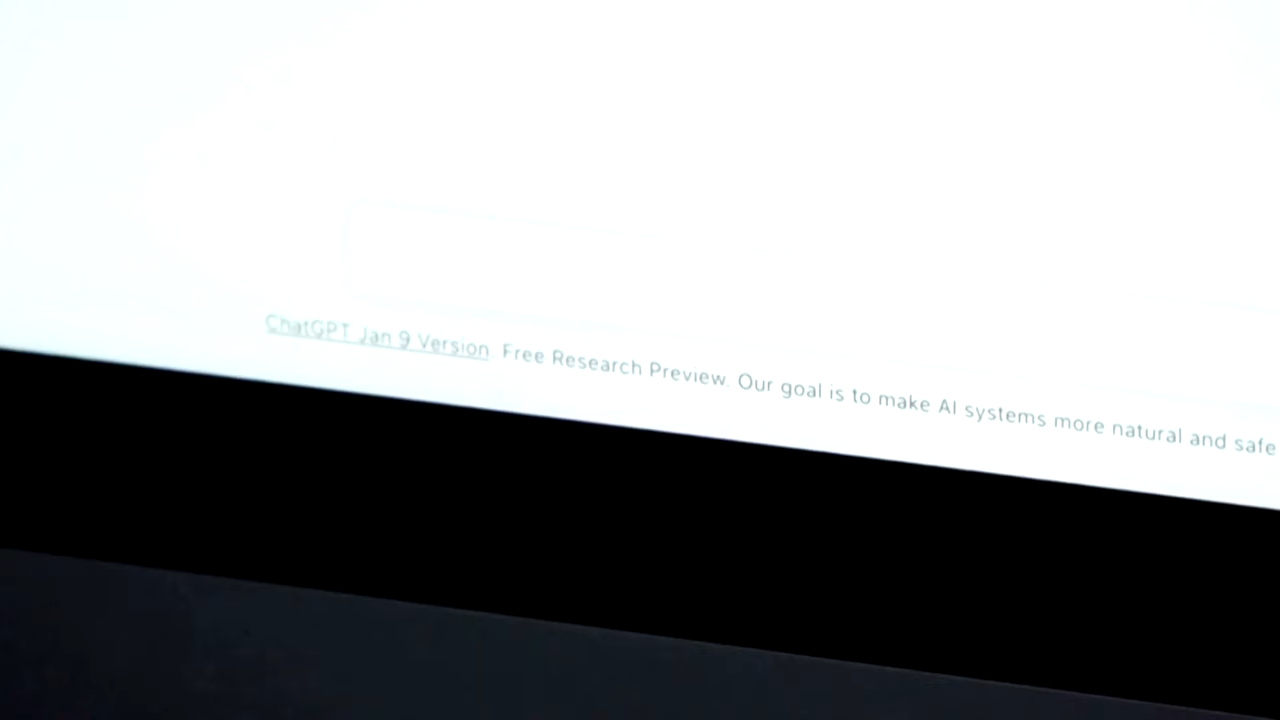 ChatGPT Jan 9 Version. Free Research Preview. Our goal is to make AI systems more natural and safe